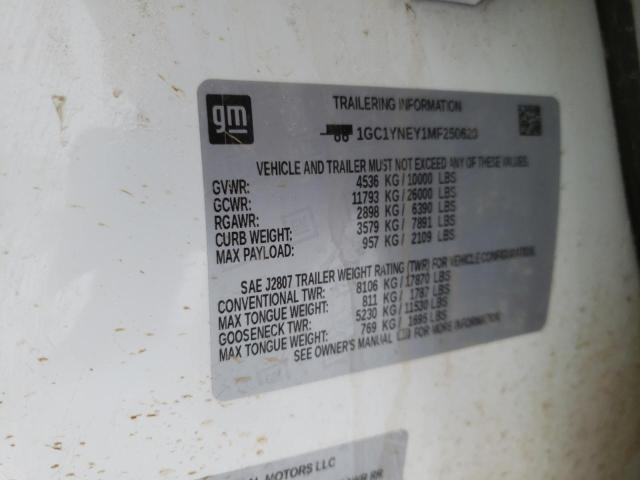 gm
TRAILERING INFORMATION
1GC1YNEY1MF250620
VEHICLE AND TRAILER MUST NOT EXCEED ANY OF THESE VALUES.
GVWR: 4536 KG / 10000 LBS
GCWR: 11793 KG / 26000 LBS
RGAWR: 2898 KG / 6390 LBS
CURB WEIGHT: 3579 KG / 7891 LBS
MAX PAYLOAD: 957 KG / 2109 LBS
SAE J2807 TRAILER WEIGHT RATING (TWR) FOR VEHICLE CONFIGURATION.
CONVENTIONAL TWR: 8106 KG / 17870 LBS
MAX TONGUE WEIGHT: 811 KG / 1787 LBS
GOOSENECK TWR: 5230 KG / 11530 LBS
MAX TONGUE WEIGHT: 769 KG / 1695 LBS
SEE OWNER'S MANUAL FOR MORE INFORMATION
MOTORS LLC